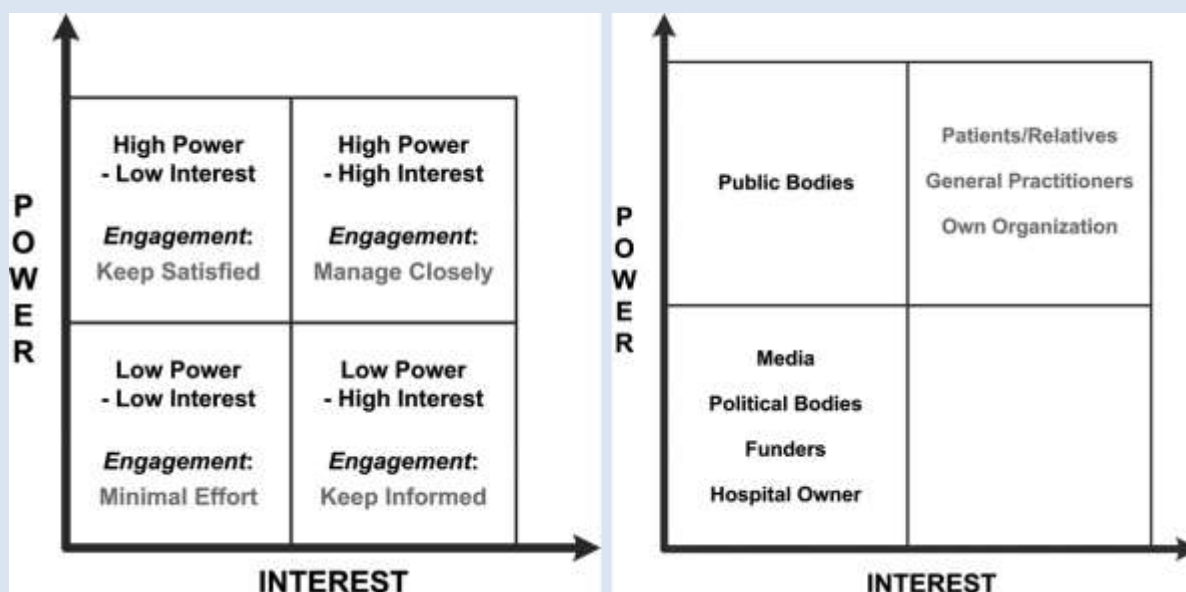 POWER
High Power
- Low Interest
Engagement:
Keep Satisfied
High Power
- High Interest
Engagement:
Manage Closely
Low Power
- Low Interest
Engagement:
Minimal Effort
Low Power
- High Interest
Engagement:
Keep Informed
INTEREST
POWER
Public Bodies
Patients/Relatives
General Practitioners
Own Organization
Media
Political Bodies
Funders
Hospital Owner
INTEREST